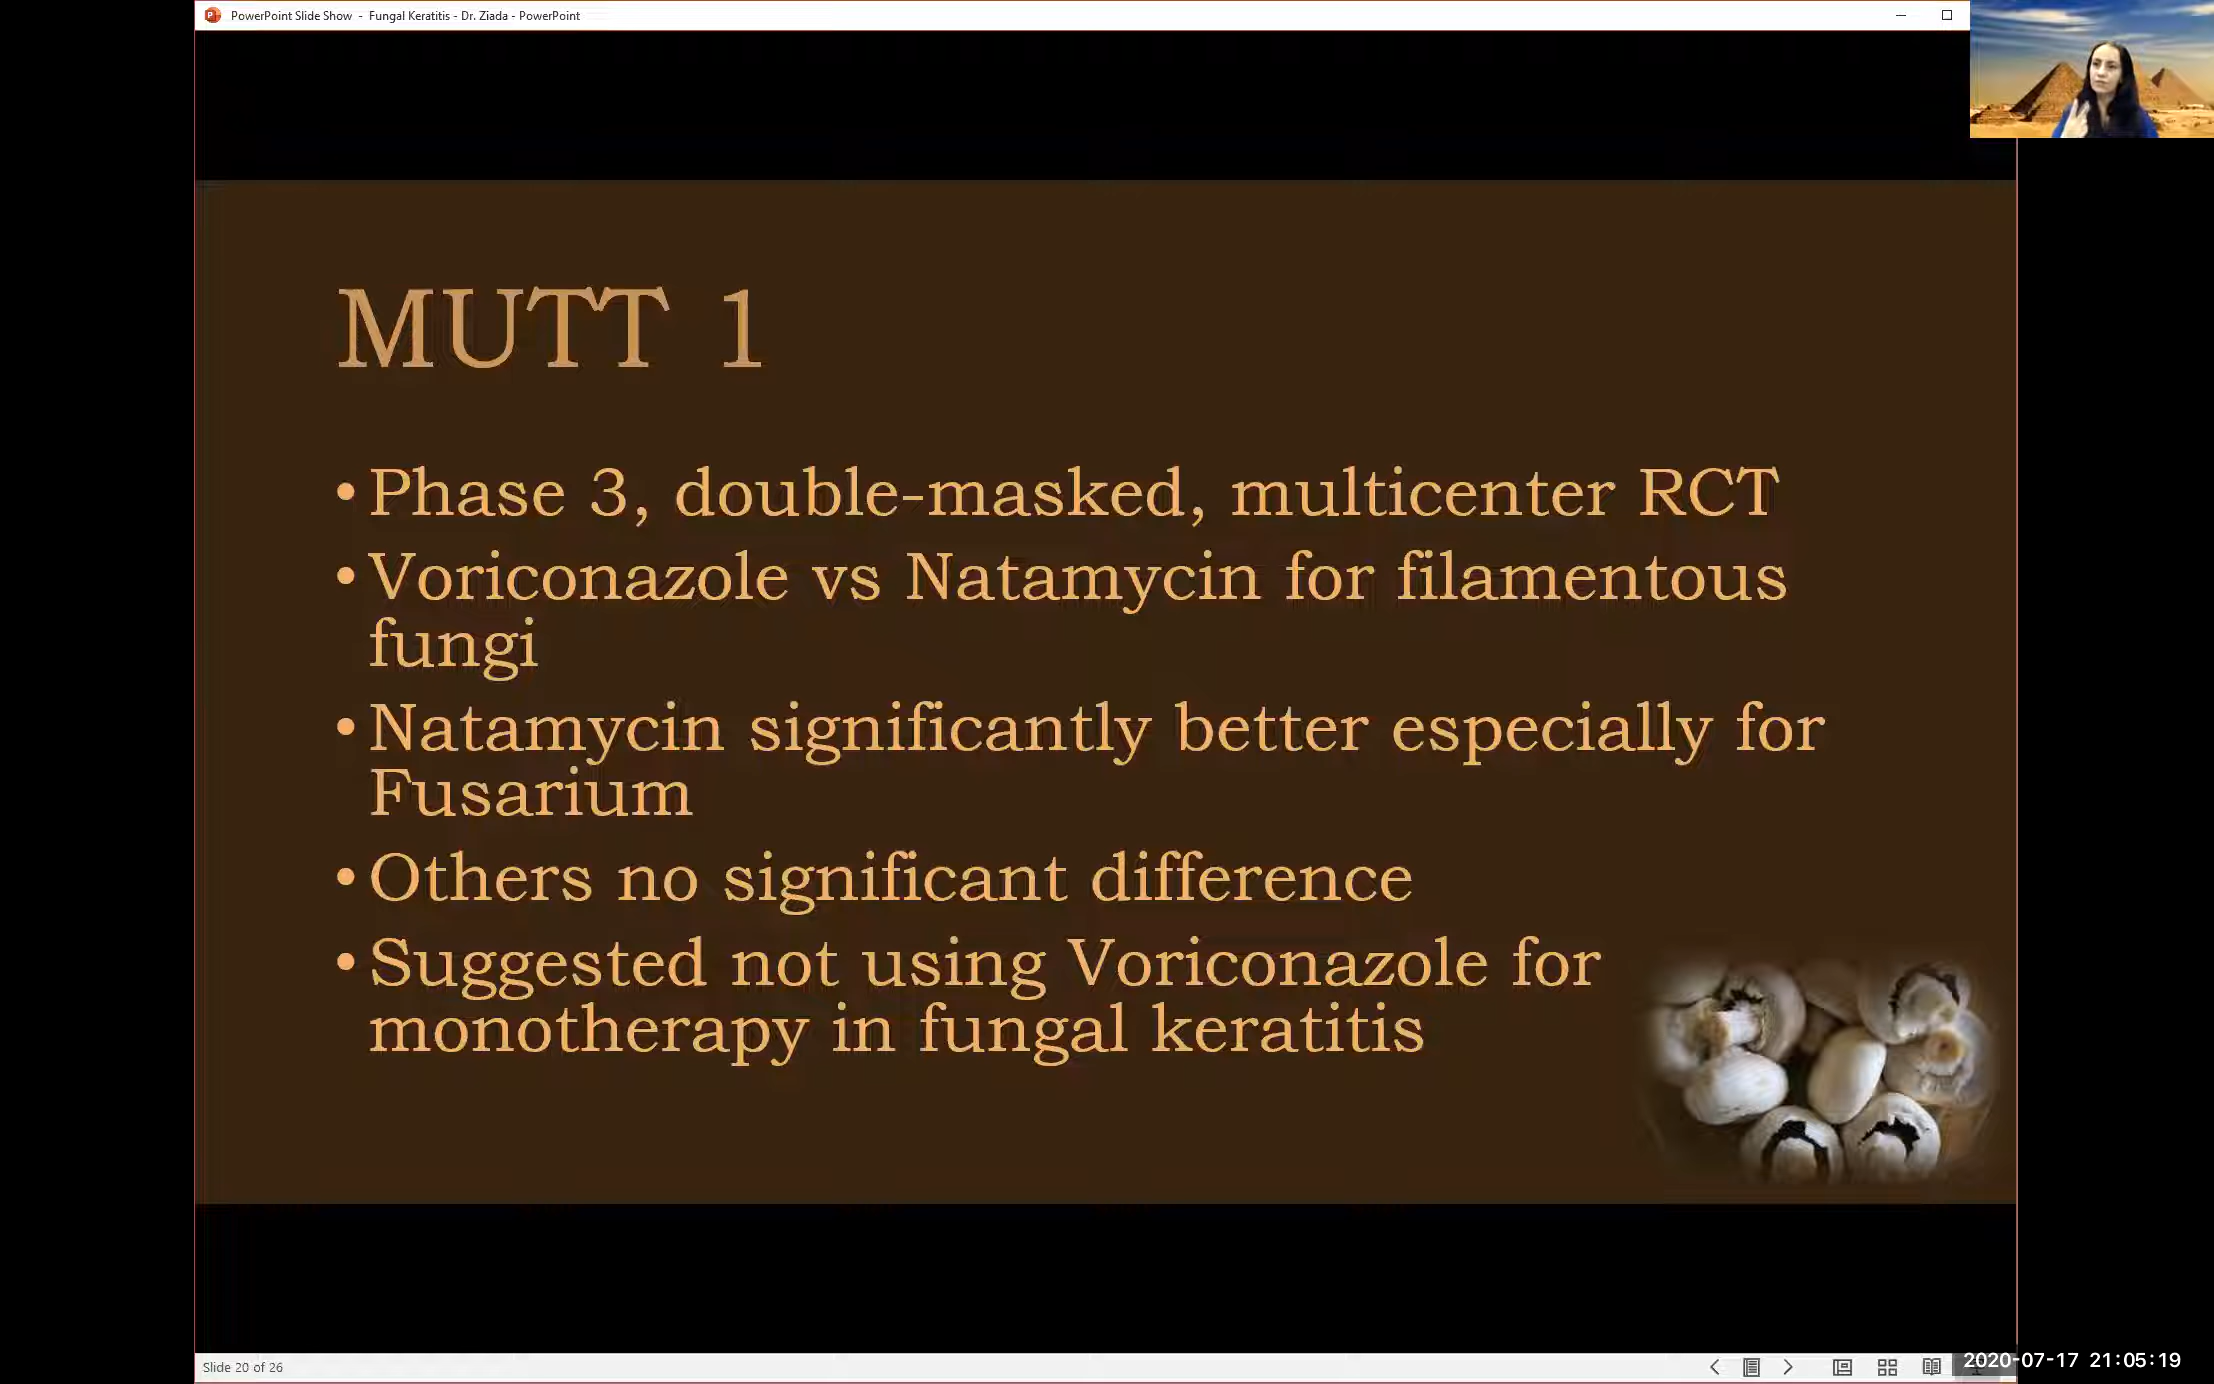 PowerPoint Slide Show - Fungal Keratitis - Dr. Ziada - PowerPoint
MUTT 1
• Phase 3, double-masked, multicenter RCT
• Voriconazole vs Natamycin for filamentous
fungi
• Natamycin significantly better especially for
Fusarium
• Others no significant difference
• Suggested not using Voriconazole for
monotherapy in fungal keratitis
Slide 20 of 26
2020-07-17 21:05:19